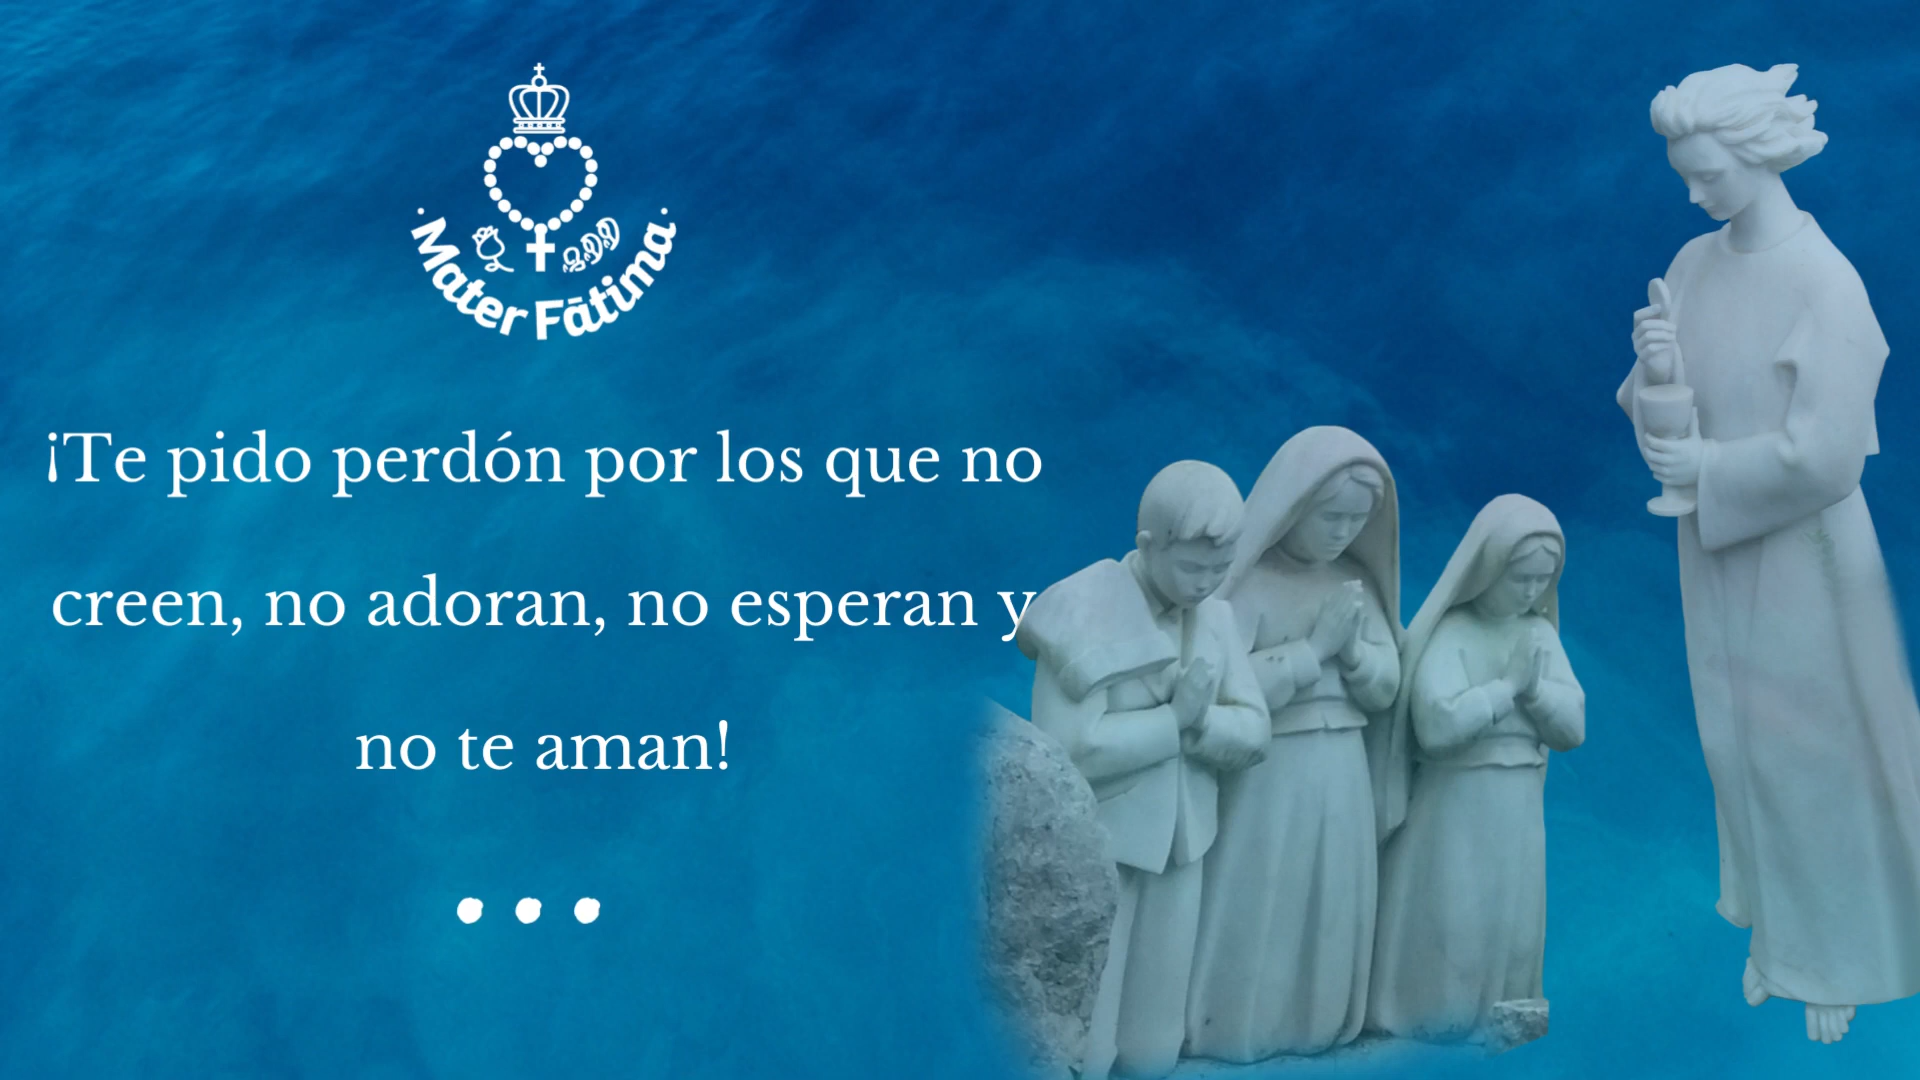 Mater Fātima
¡Te pido perdón por los que no
creen, no adoran, no esperan y
no te aman!